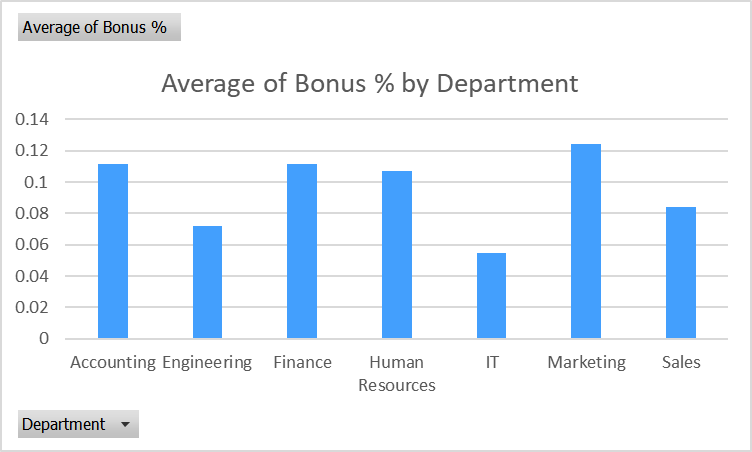 Average of Bonus %
Average of Bonus % by Department
0.14
0.12
0.1
0.08
0.06
0.04
0.02
0
Accounting Engineering Finance Human Resources IT Marketing Sales
Department